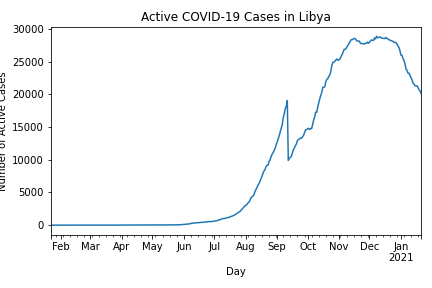 Active COVID-19 Cases in Libya
Number of Active Cases
30000
25000
20000
15000
10000
5000
0
Feb Mar Apr May Jun Jul Aug Sep Oct Nov Dec Jan
2021
Day